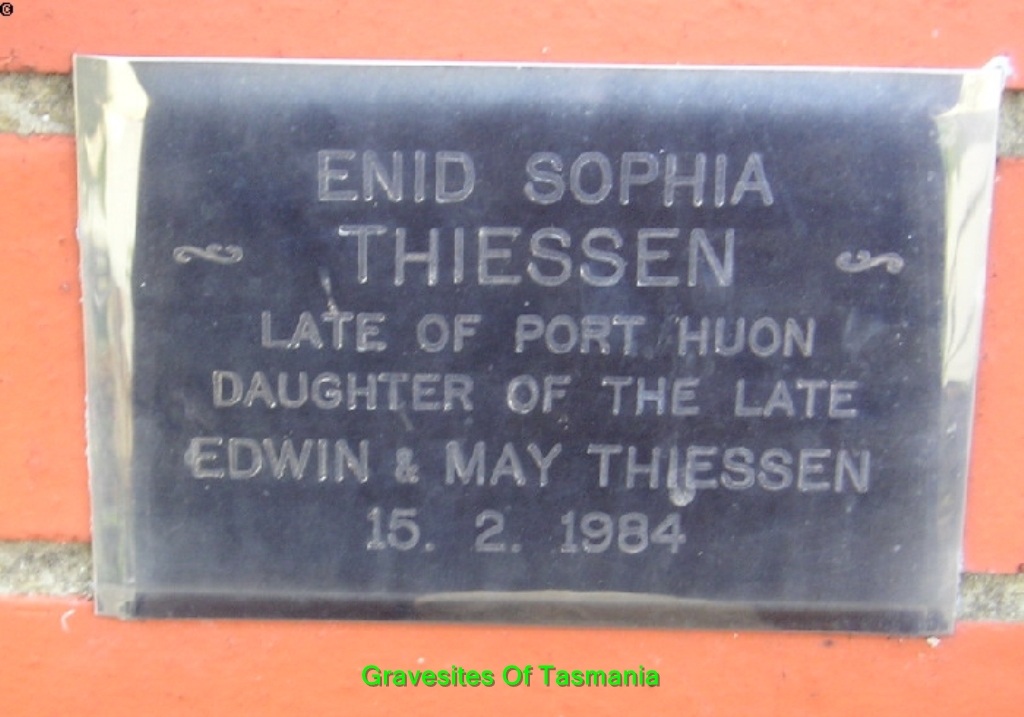 ©
ENID SOPHIA
THIESSEN
LATE OF PORT HUON
DAUGHTER OF THE LATE
EDWIN & MAY THIESSEN
15. 2. 1984
Gravesites Of Tasmania